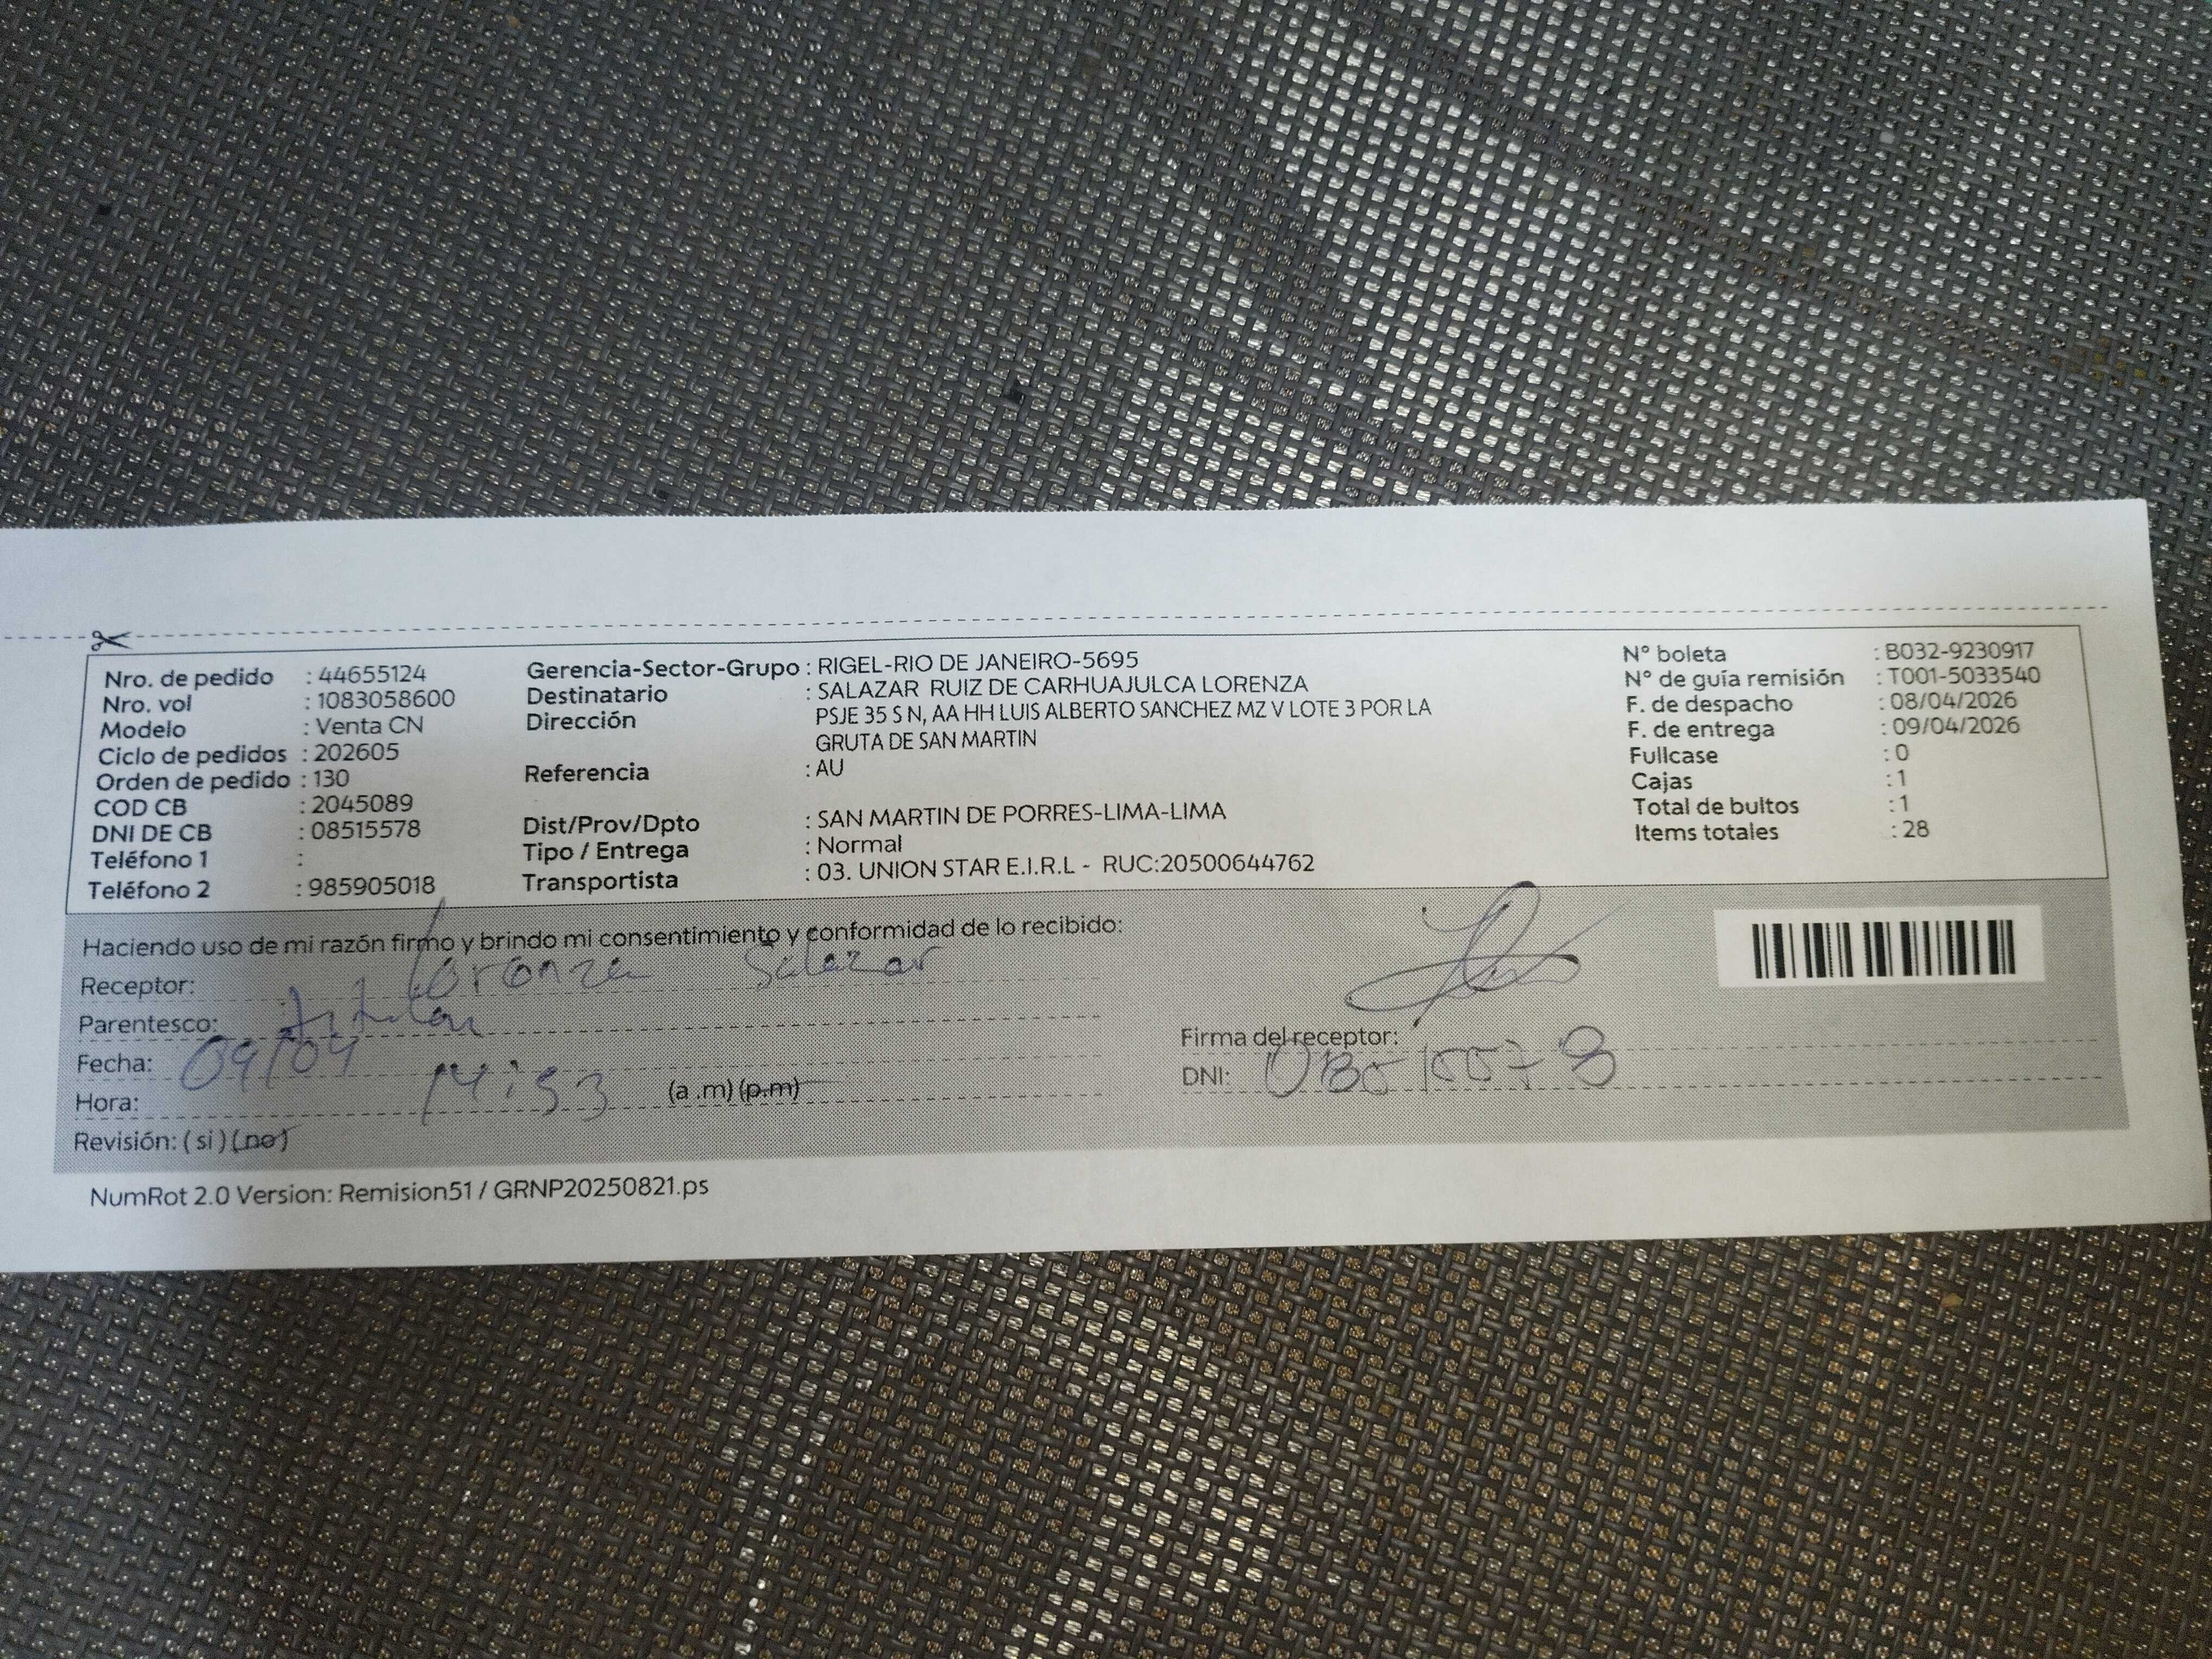 Nro. de pedido : 44655124
Nro. vol : 1083058600
Modelo : Venta CN
Ciclo de pedidos : 202605
Orden de pedido : 130
COD CB : 2045089
DNI DE CB : 08515578
Teléfono 1 :
Teléfono 2 : 985905018
Gerencia-Sector-Grupo : RIGEL-RIO DE JANEIRO-5695
Destinatario : SALAZAR RUIZ DE CARHUAJULCA LORENZA
Dirección PSJE 35 S N, AA HH LUIS ALBERTO SANCHEZ MZ V LOTE 3 POR LA
GRUTA DE SAN MARTIN
Referencia : AU
Dist/Prov/Dpto : SAN MARTIN DE PORRES-LIMA-LIMA
Tipo / Entrega : Normal
Transportista : 03. UNION STAR E.I.R.L - RUC:20500644762
N° boleta : B032-9230917
N° de guía remisión : T001-5033540
F. de despacho : 08/04/2026
F. de entrega : 09/04/2026
Fullcase : 0
Cajas : 1
Total de bultos : 1
Items totales : 28
Haciendo uso de mi razón firmo y brindo mi consentimiento y conformidad de lo recibido:
Receptor: Lorenza Salazar
Parentesco:
Fecha: 09/04
Hora: 14:53 (a .m) (p.m)
Revisión: ( si ) ( no )
Firma del receptor:
DNI: 08515578
NumRot 2.0 Version: Remision51 / GRNP20250821.ps